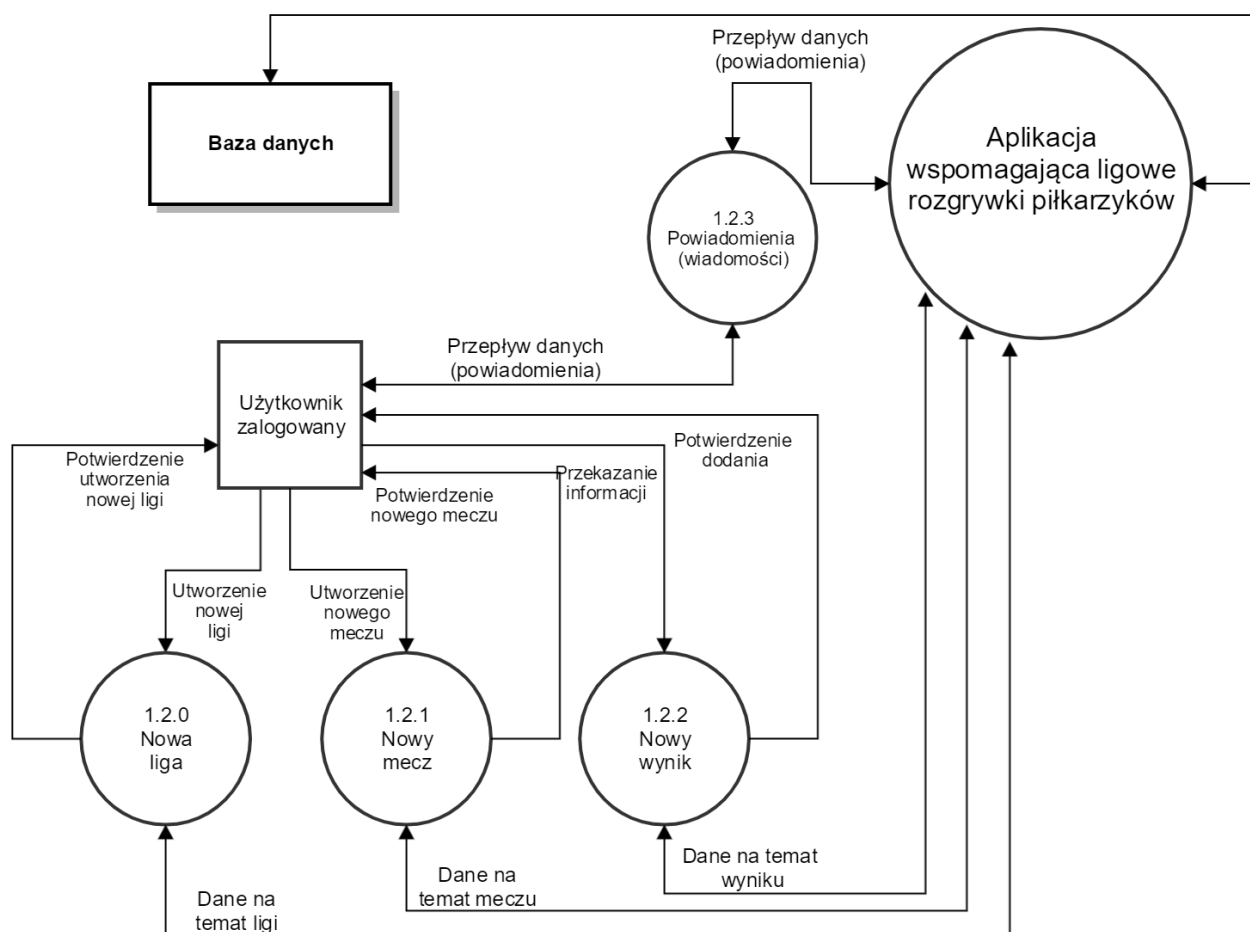 Przepływ danych
(powiadomienia)
Baza danych
Aplikacja
wspomagająca ligowe
rozgrywki piłkarzyków
1.2.3
Powiadomienia
(wiadomości)
Przepływ danych
(powiadomienia)
Użytkownik
zalogowany
Potwierdzenie
utworzenia
nowej ligi
Potwierdzenie
nowego meczu
Przekazanie
informacji
Potwierdzenie
dodania
Utworzenie
nowej
ligi
Utworzenie
nowego
meczu
1.2.0
Nowa
liga
1.2.1
Nowy
mecz
1.2.2
Nowy
wynik
Dane na
temat ligi
Dane na
temat meczu
Dane na temat
wyniku